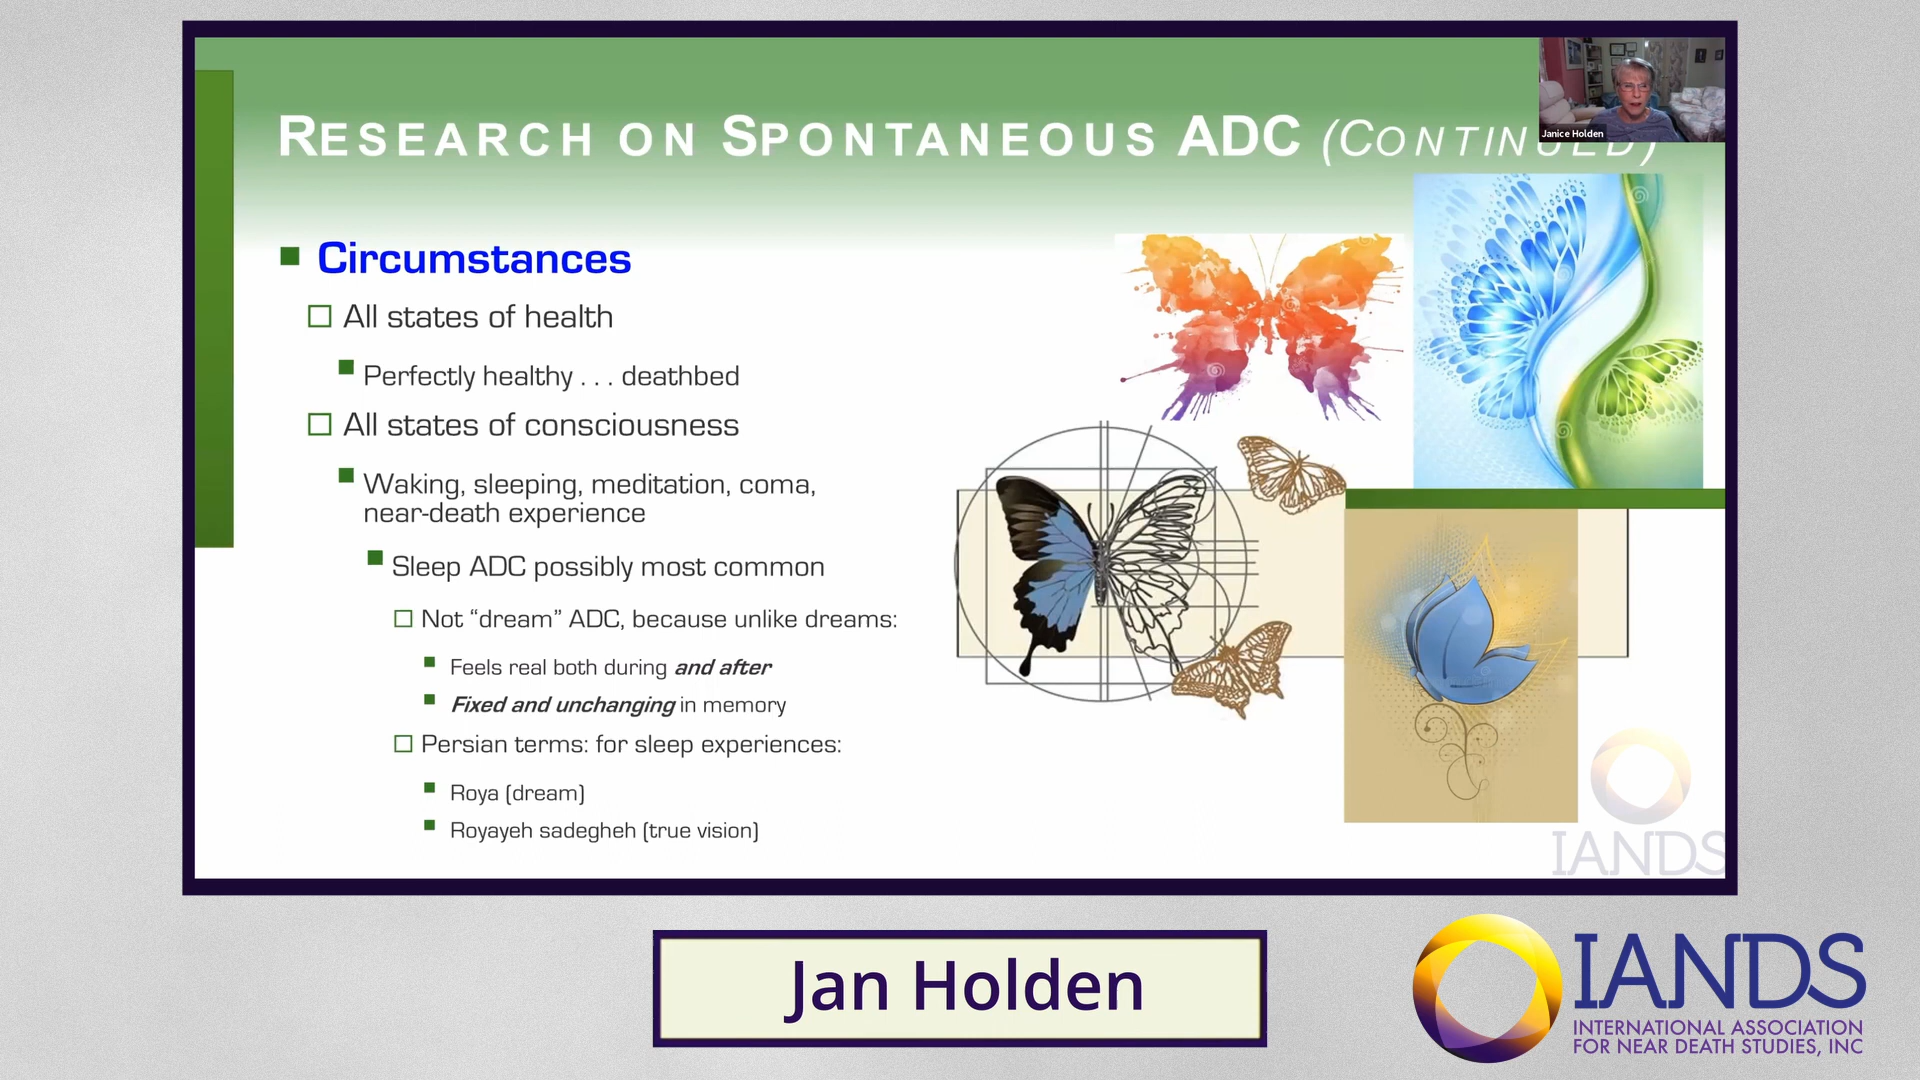 RESEARCH ON SPONTANEOUS ADC (CONTINUED)
Janice Holden
Circumstances
All states of health
Perfectly healthy . . . deathbed
All states of consciousness
Waking, sleeping, meditation, coma,
near-death experience
Sleep ADC possibly most common
Not “dream” ADC, because unlike dreams:
Feels real both during and after
Fixed and unchanging in memory
Persian terms: for sleep experiences:
Roya (dream)
Royayeh sadegheh (true vision)
IANDS
Jan Holden
IANDS
INTERNATIONAL ASSOCIATION
FOR NEAR DEATH STUDIES, INC